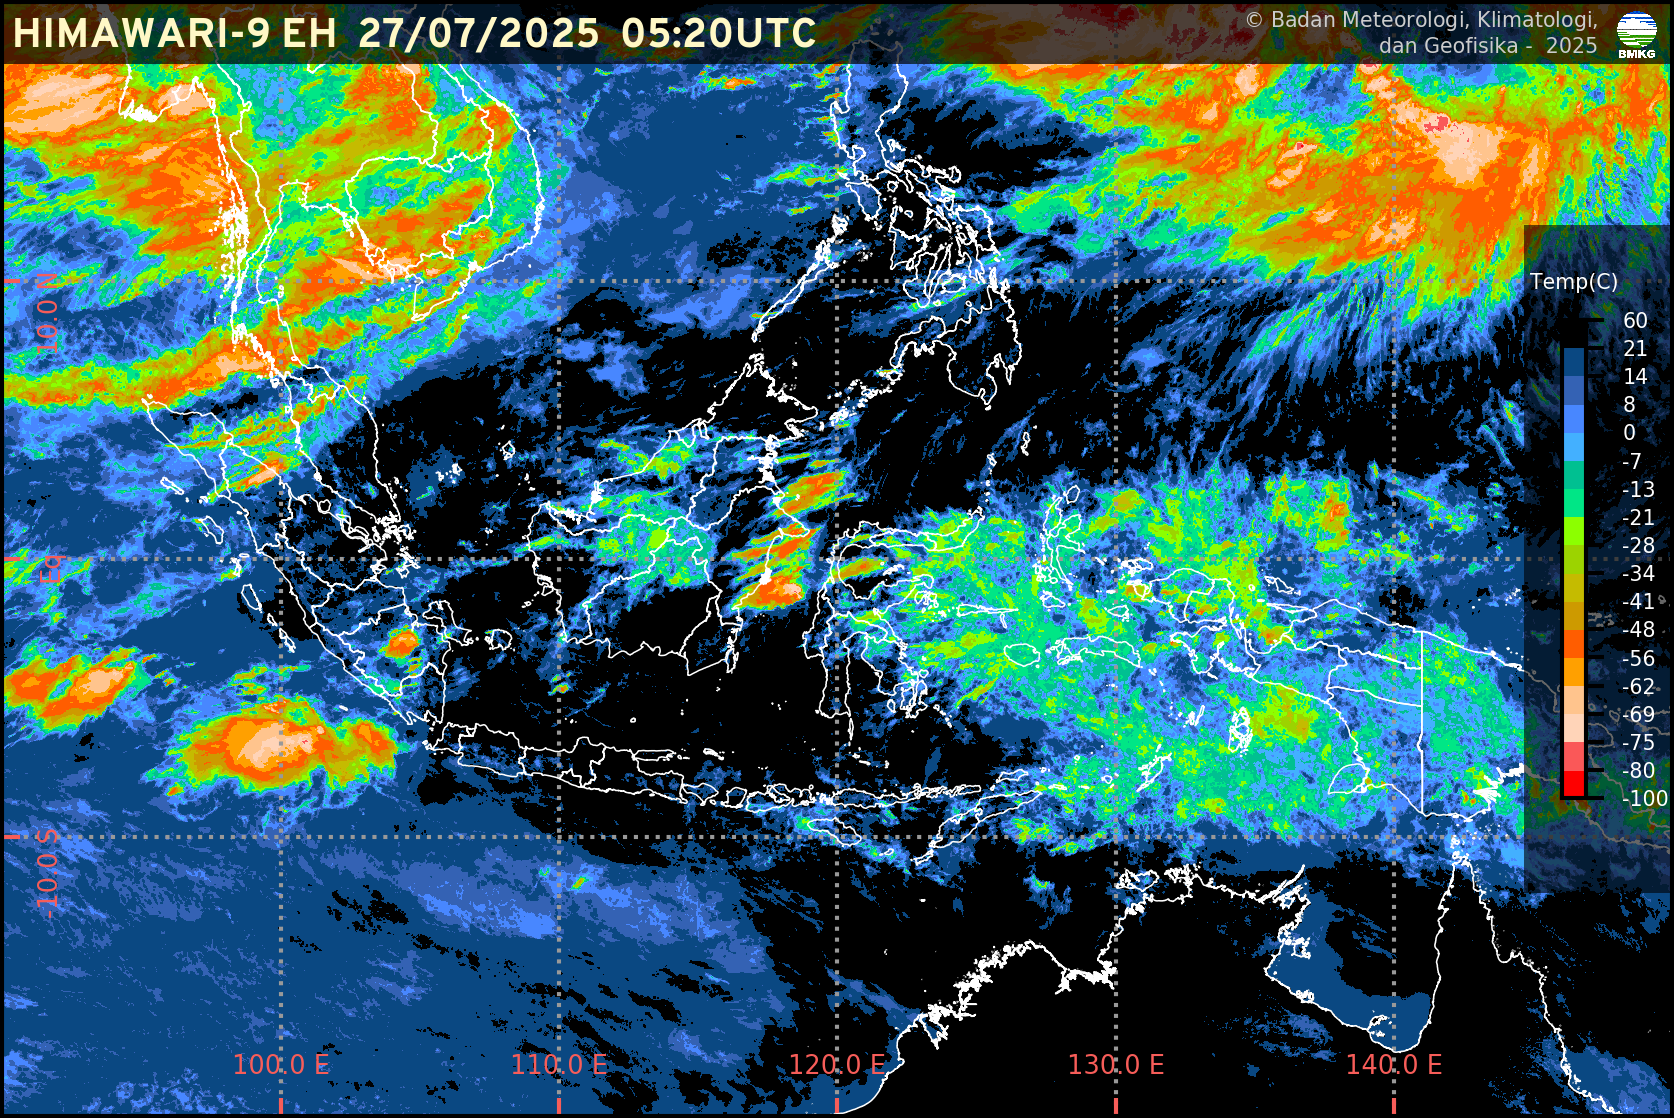 HIMAWARI-9 EH 27/07/2025 05:20UTC
© Badan Meteorologi, Klimatologi,
dan Geofisika - 2025
BMKG
Temp(C)
60
21
14
8
0
-7
-13
-21
-28
-34
-41
-48
-56
-62
-69
-75
-80
-100
10.0 N
Eq
-10.0 S
100.0 E
110.0 E
120.0 E
130.0 E
140.0 E